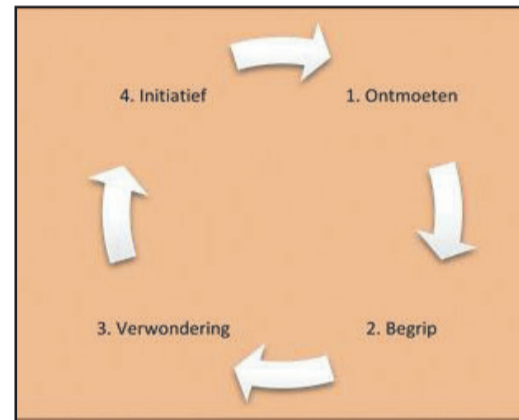 4. Initiatief
1. Ontmoeten
3. Verwondering
2. Begrip